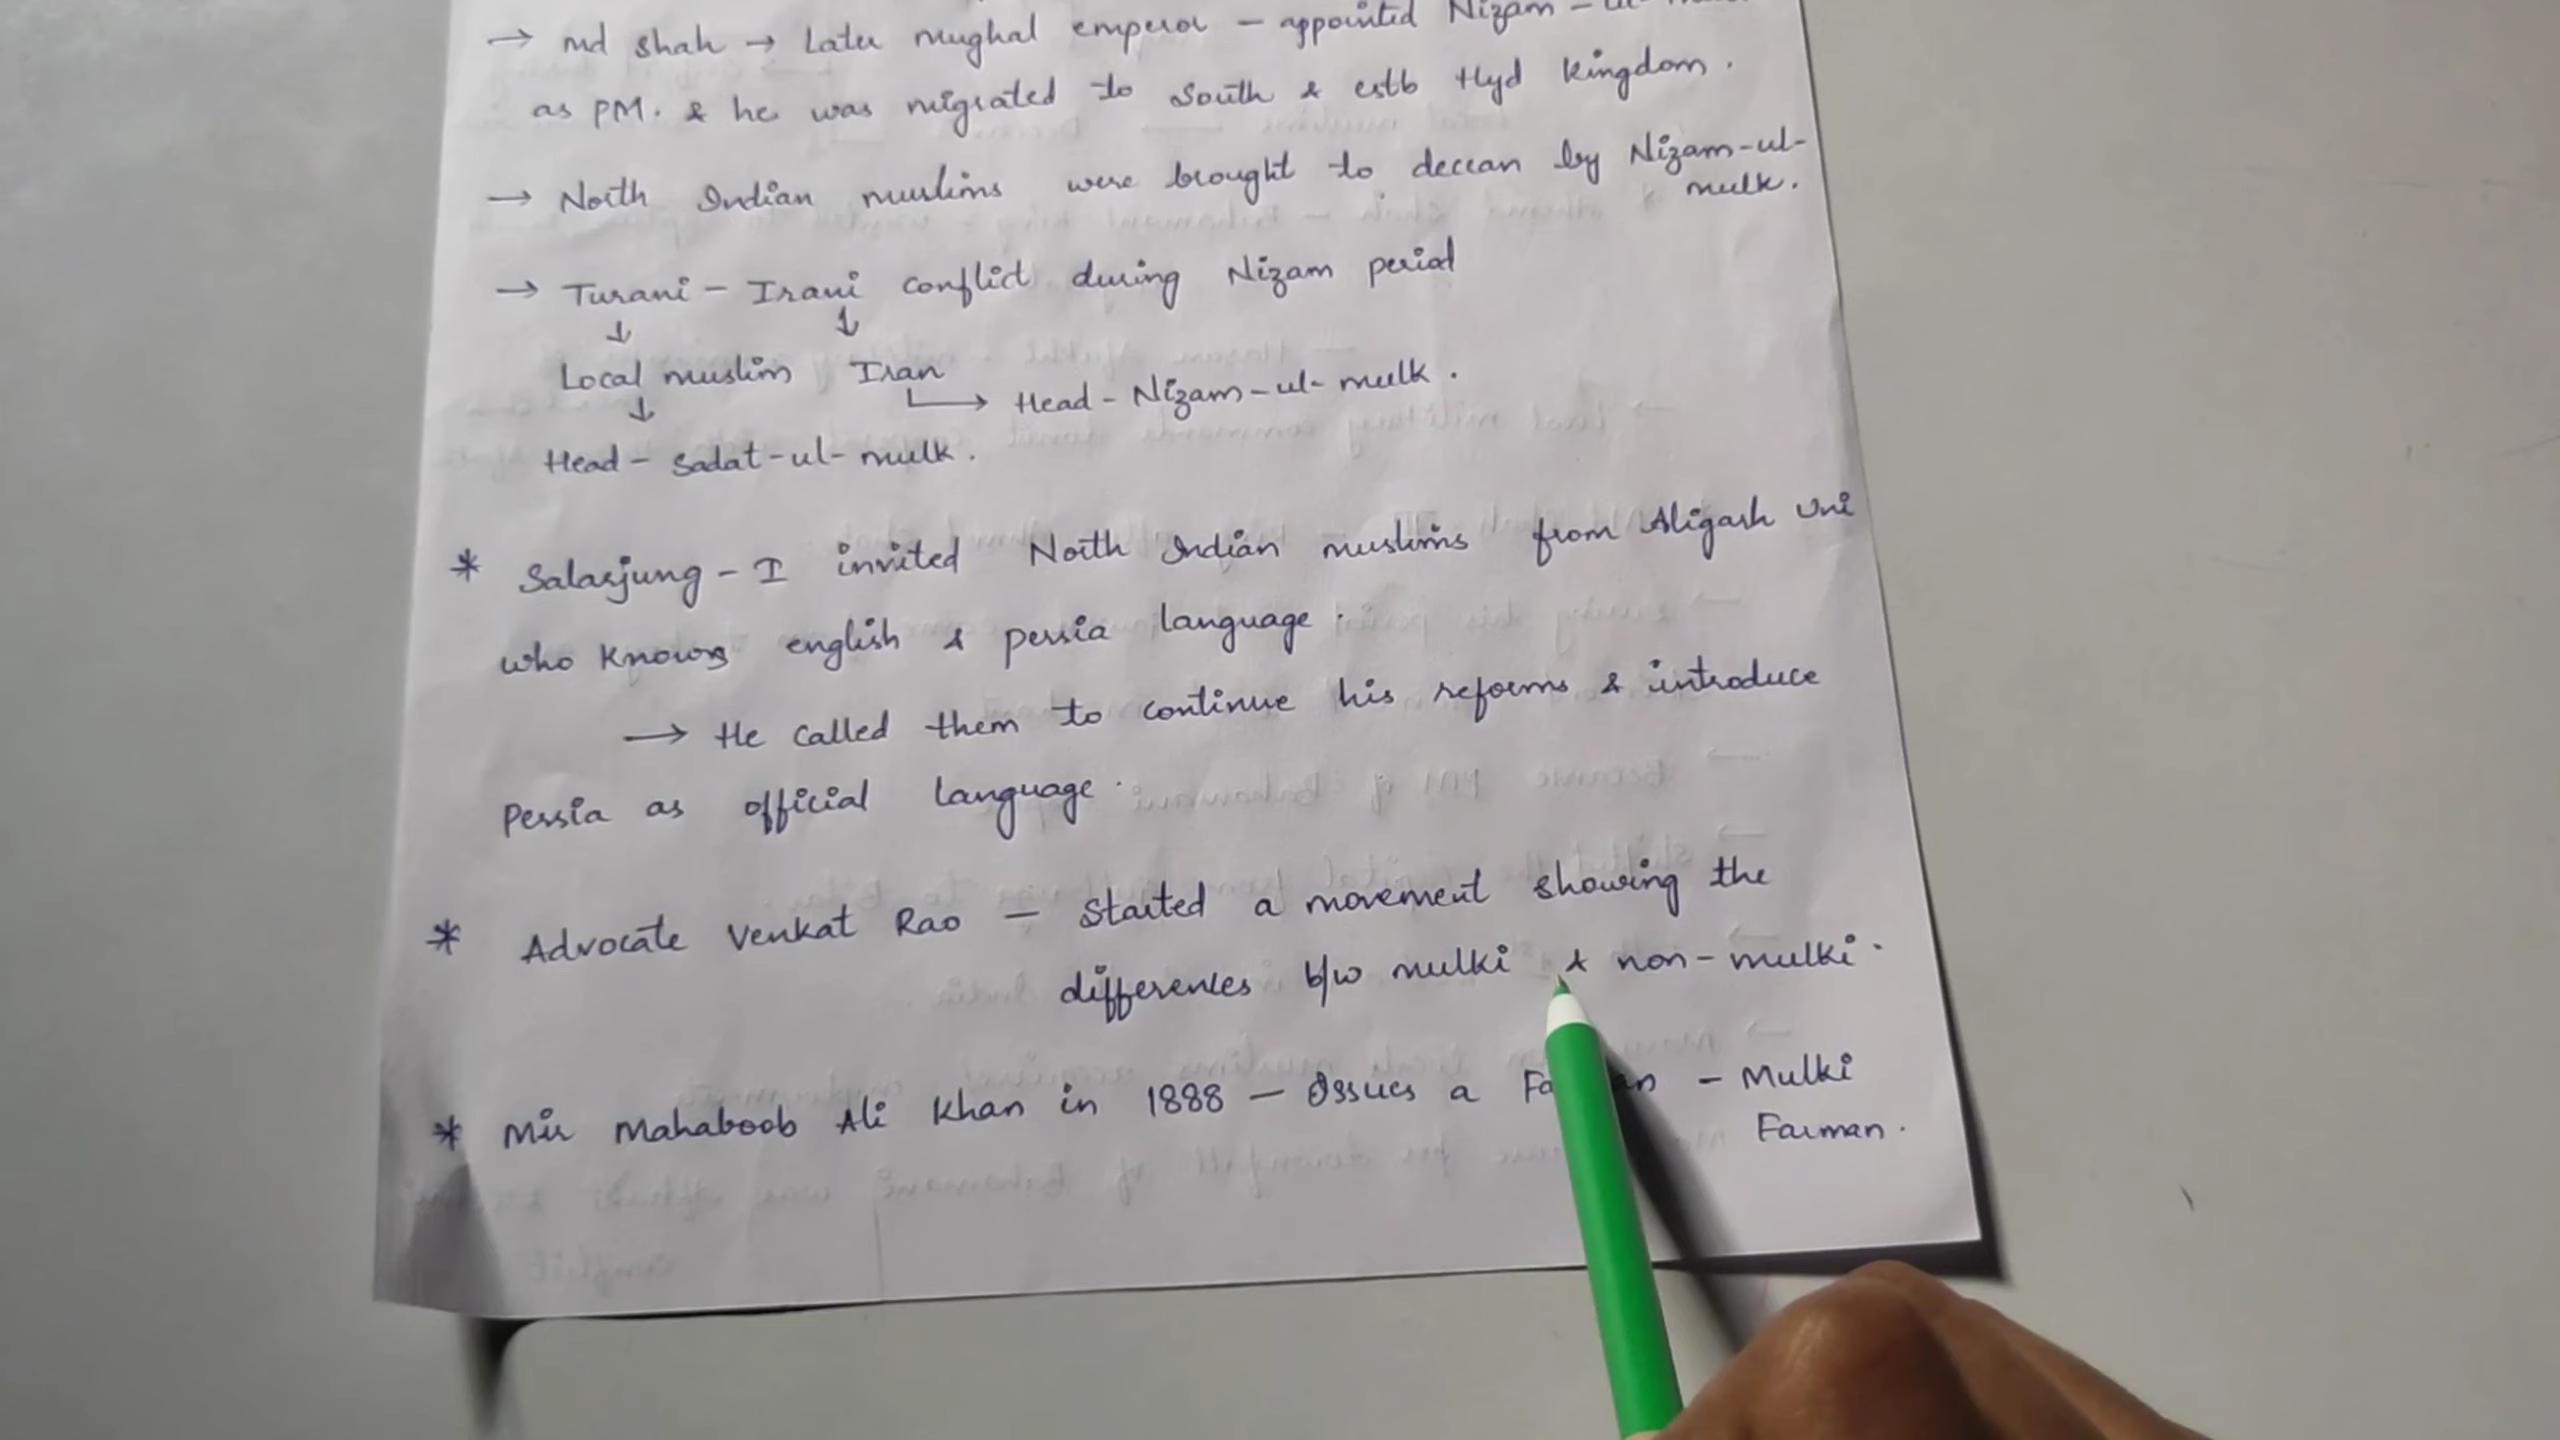 → md shah → Later mughal emperor - appointed Nizam - ul-
as PM. & he was migrated to South & estb Hyd Kingdom.
→ North Indian muslims were brought to deccan by Nizam-ul-
mulk.
→ Turani - Irani conflict during Nizam period
↓ ↓
Local muslim Iran
↓ ↳ Head - Nizam-ul-mulk.
Head - Sadat-ul-mulk.
* Salarjung - I invited North Indian muslims from Aligarh Uni
who knows english & persia language.
→ He called them to continue his reforms & introduce
Persia as official language.
* Advocate Venkat Rao - Started a movement showing the
differences b/w mulki & non-mulki.
* Mir Mahaboob Ali Khan in 1888 - Issues a - Mulki
Farman.